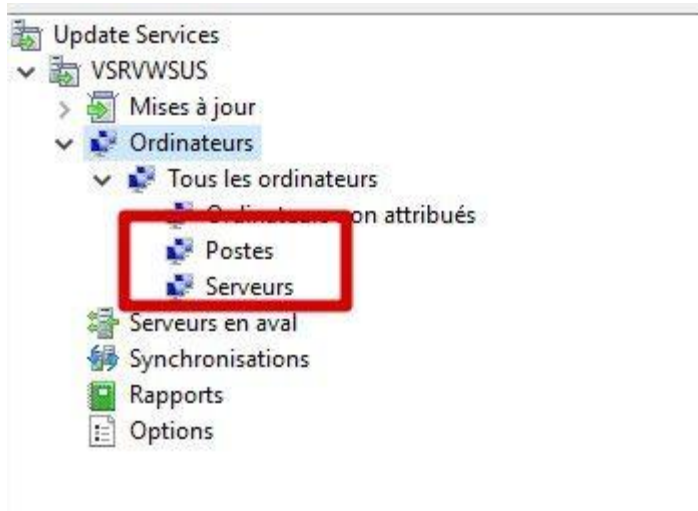 Update Services
VSRVWSUS
Mises à jour
Ordinateurs
Tous les ordinateurs
Ordinateurs non attribués
Postes
Serveurs
Serveurs en aval
Synchronisations
Rapports
Options